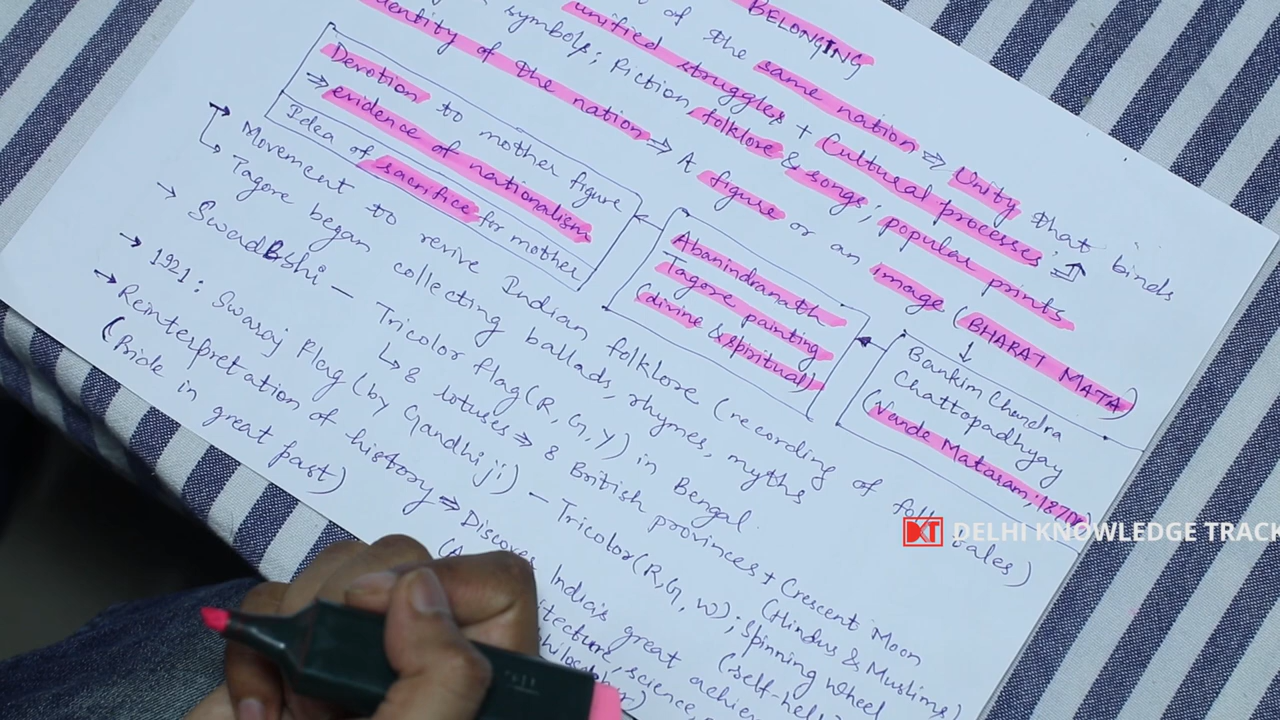 BELONGING
of the same nation ⇒ Unity that binds
symbols; Fiction unified struggles + Cultural processes:
folklore & songs; popular prints
identity of the nation ⇒ A figure or an image (BHARAT MATA)
Bankim Chandra
Chattopadhyay
(Vande Mataram; 1870)
Abanindranath
Tagore painting
(divine & spiritual)
Devotion to mother figure
⇒ evidence of nationalism
Idea of sacrifice for mother
→ Movement to revive Indian folklore (recording of folk tales)
Tagore began collecting ballads, rhymes, myths
→ Swadeshi – Tricolor flag (R, G, Y) in Bengal
8 lotuses ⇒ 8 British provinces + Crescent Moon
(Hindus & Muslims)
→ 1921: Swaraj Flag (by Gandhiji) – Tricolor (R, G, W); Spinning wheel
(self-help
→ Reinterpretation of history ⇒ Discover India's great
(Pride in great past)
science,
DKT DELHI KNOWLEDGE TRACK